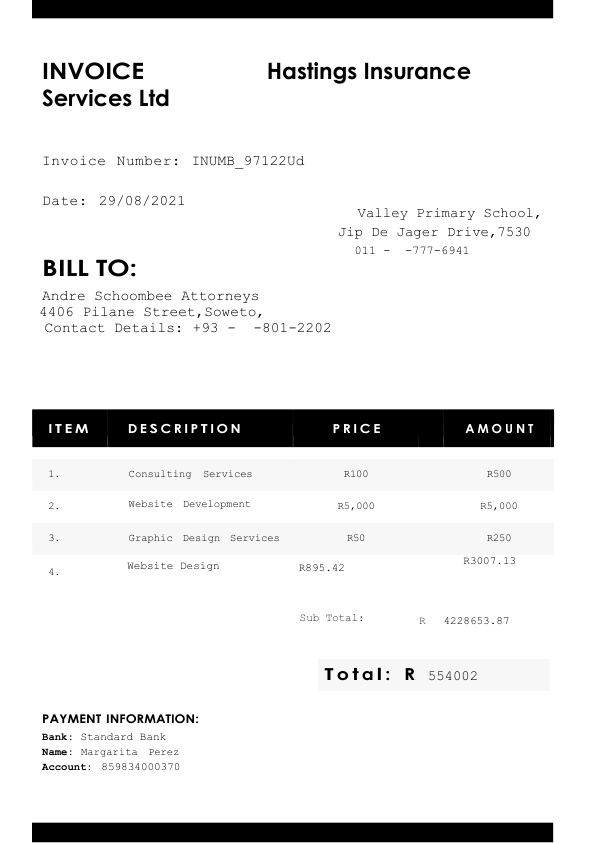 INVOICE Hastings Insurance
Services Ltd
Invoice Number: INUMB_97122Ud
Date: 29/08/2021
Valley Primary School,
Jip De Jager Drive,7530
011 - -777-6941
BILL TO:
Andre Schoombee Attorneys
4406 Pilane Street,Soweto,
Contact Details: +93 - -801-2202
ITEM DESCRIPTION PRICE AMOUNT
1. Consulting Services R100 R500
2. Website Development R5,000 R5,000
3. Graphic Design Services R50 R250
4. Website Design R895.42 R3007.13
Sub Total: R 4228653.87
Total: R 554002
PAYMENT INFORMATION:
Bank: Standard Bank
Name: Margarita Perez
Account: 859834000370